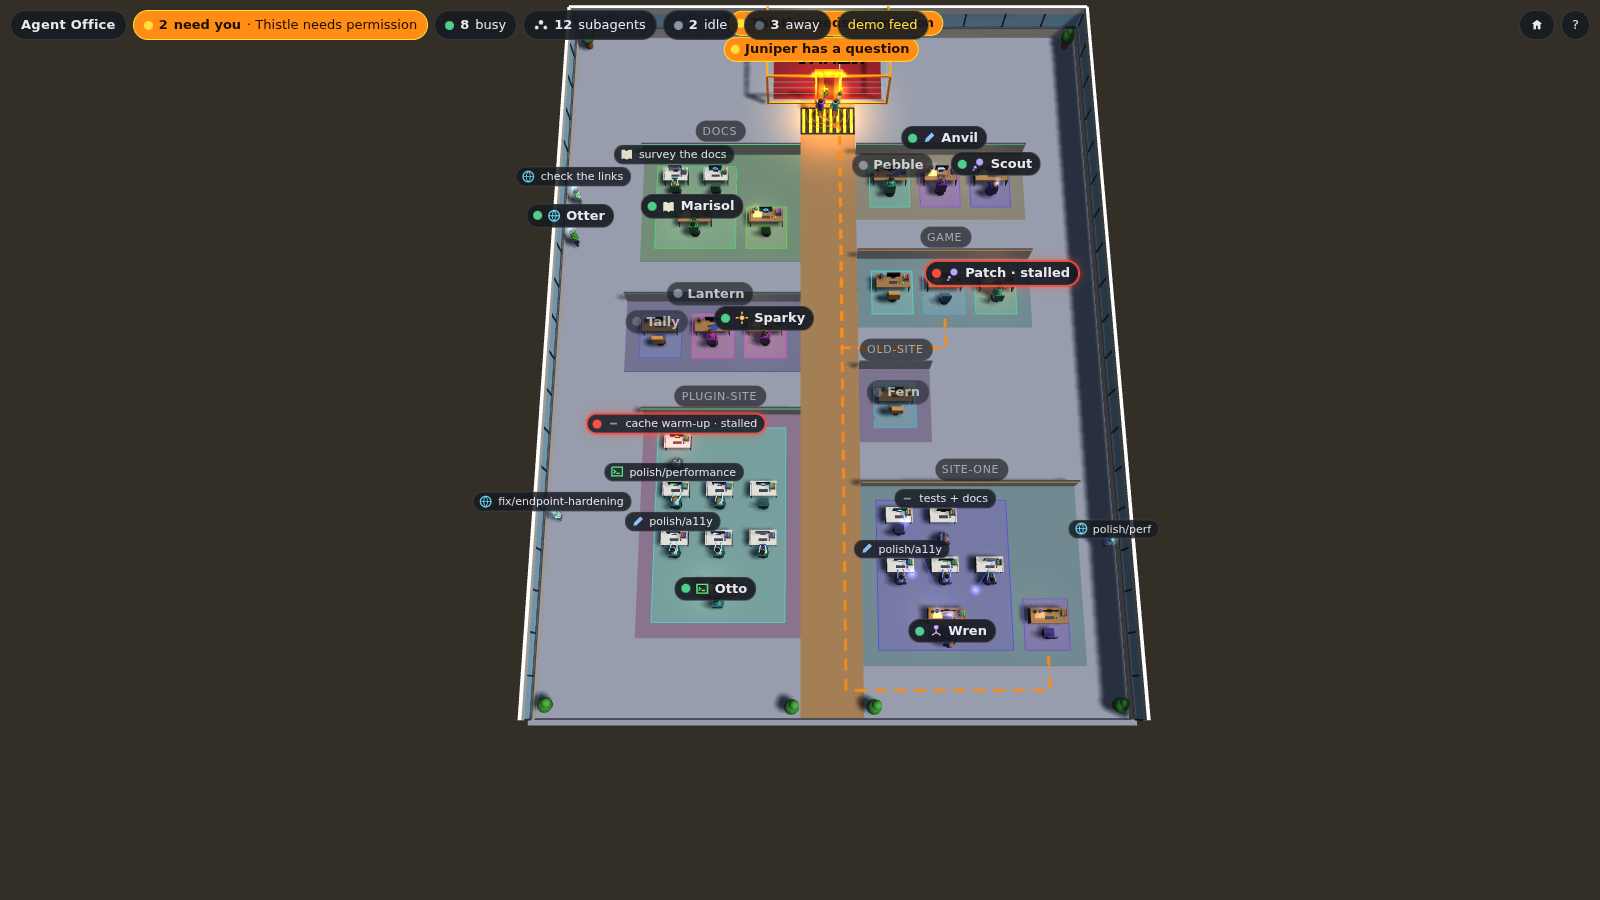 Agent Office
2 need you · Thistle needs permission
8 busy
12 subagents
2 idle
3 away
demo feed
?
Juniper has a question
DOCS
survey the docs
check the links
Otter
Marisol
Anvil
Pebble
Scout
GAME
Patch · stalled
Lantern
Tally
Sparky
OLD-SITE
Fern
PLUGIN-SITE
cache warm-up · stalled
polish/performance
fix/endpoint-hardening
polish/a11y
Otto
SITE-ONE
tests + docs
polish/a11y
polish/perf
Wren